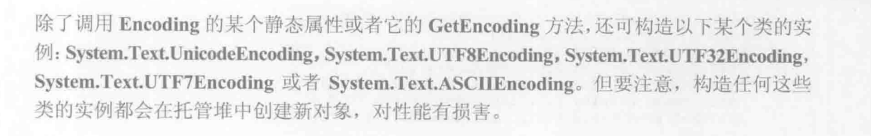 除了调用 Encoding 的某个静态属性或者它的 GetEncoding 方法，还可构造以下某个类的实
例：System.Text.UnicodeEncoding，System.Text.UTF8Encoding，System.Text.UTF32Encoding，
System.Text.UTF7Encoding 或者 System.Text.ASCIIEncoding。但要注意，构造任何这些
类的实例都会在托管堆中创建新对象，对性能有损害。